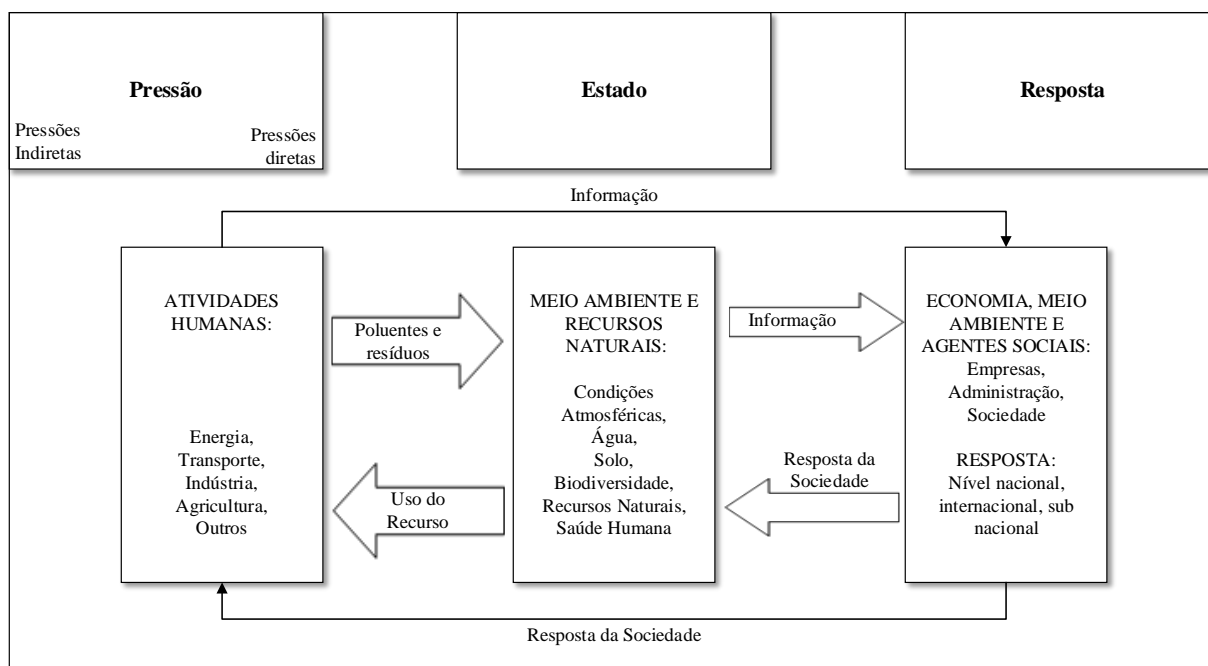 Pressão
Pressões
Indiretas
Pressões
diretas
Estado
Resposta
Informação
ATIVIDADES
HUMANAS:
Energia,
Transporte,
Indústria,
Agricultura,
Outros
Poluentes e
resíduos
Uso do
Recurso
MEIO AMBIENTE E
RECURSOS
NATURAIS:
Condições
Atmosféricas,
Água,
Solo,
Biodiversidade,
Recursos Naturais,
Saúde Humana
Informação
Resposta da
Sociedade
ECONOMIA, MEIO
AMBIENTE E
AGENTES SOCIAIS:
Empresas,
Administração,
Sociedade
RESPOSTA:
Nível nacional,
internacional, sub
nacional
Resposta da Sociedade